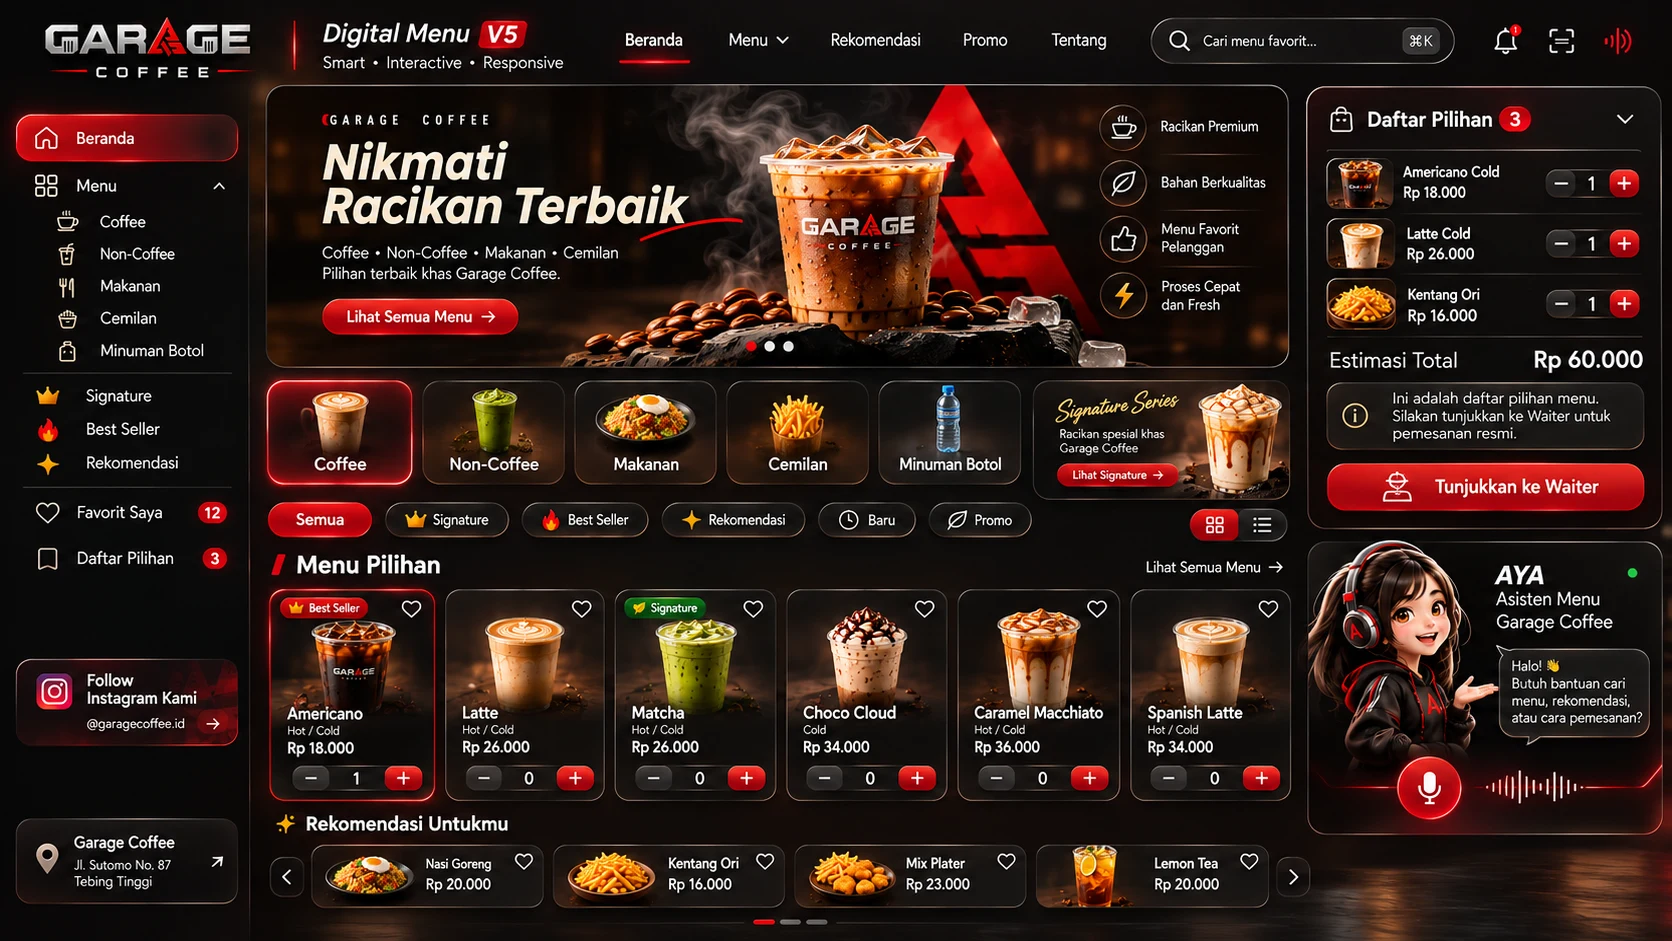 GARAGE
COFFEE
Digital Menu V5
Smart • Interactive • Responsive
Beranda
Menu
Rekomendasi
Promo
Tentang
Cari menu favorit...
⌘K
1
Beranda
Menu
Coffee
Non-Coffee
Makanan
Cemilan
Minuman Botol
Signature
Best Seller
Rekomendasi
Favorit Saya 12
Daftar Pilihan 3
Follow
Instagram Kami
@garagecoffee.id
Garage Coffee
Jl. Sutomo No. 87
Tebing Tinggi
GARAGE COFFEE
Nikmati
Racikan Terbaik
Coffee • Non-Coffee • Makanan • Cemilan
Pilihan terbaik khas Garage Coffee.
Lihat Semua Menu →
GARAGE
COFFEE
Racikan Premium
Bahan Berkualitas
Menu Favorit
Pelanggan
Proses Cepat
dan Fresh
Coffee
Non-Coffee
Makanan
Cemilan
Minuman Botol
Signature Series
Racikan spesial khas
Garage Coffee
Lihat Signature →
Semua
Signature
Best Seller
Rekomendasi
Baru
Promo
Menu Pilihan
Lihat Semua Menu →
Best Seller
GARAGE
Americano
Hot / Cold
Rp 18.000
− 1 +
Latte
Hot / Cold
Rp 26.000
− 0 +
Signature
Matcha
Hot / Cold
Rp 26.000
− 0 +
Choco Cloud
Cold
Rp 34.000
− 0 +
Caramel Macchiato
Hot / Cold
Rp 36.000
− 0 +
Spanish Latte
Hot / Cold
Rp 34.000
− 0 +
Rekomendasi Untukmu
Nasi Goreng
Rp 20.000
Kentang Ori
Rp 16.000
Mix Plater
Rp 23.000
Lemon Tea
Rp 20.000
Daftar Pilihan 3
Americano Cold
Rp 18.000
− 1 +
Latte Cold
Rp 26.000
− 1 +
Kentang Ori
Rp 16.000
− 1 +
Estimasi Total Rp 60.000
Ini adalah daftar pilihan menu.
Silakan tunjukkan ke Waiter untuk
pemesanan resmi.
Tunjukkan ke Waiter
AYA
Asisten Menu
Garage Coffee
Halo! 👋
Butuh bantuan cari
menu, rekomendasi,
atau cara pemesanan?